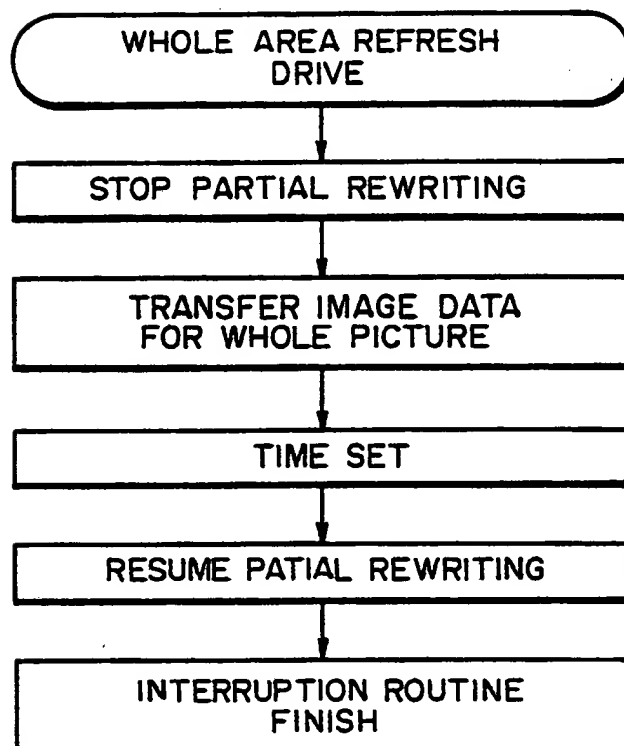 WHOLE AREA REFRESH
DRIVE
STOP PARTIAL REWRITING
TRANSFER IMAGE DATA
FOR WHOLE PICTURE
TIME SET
RESUME PATIAL REWRITING
INTERRUPTION ROUTINE
FINISH